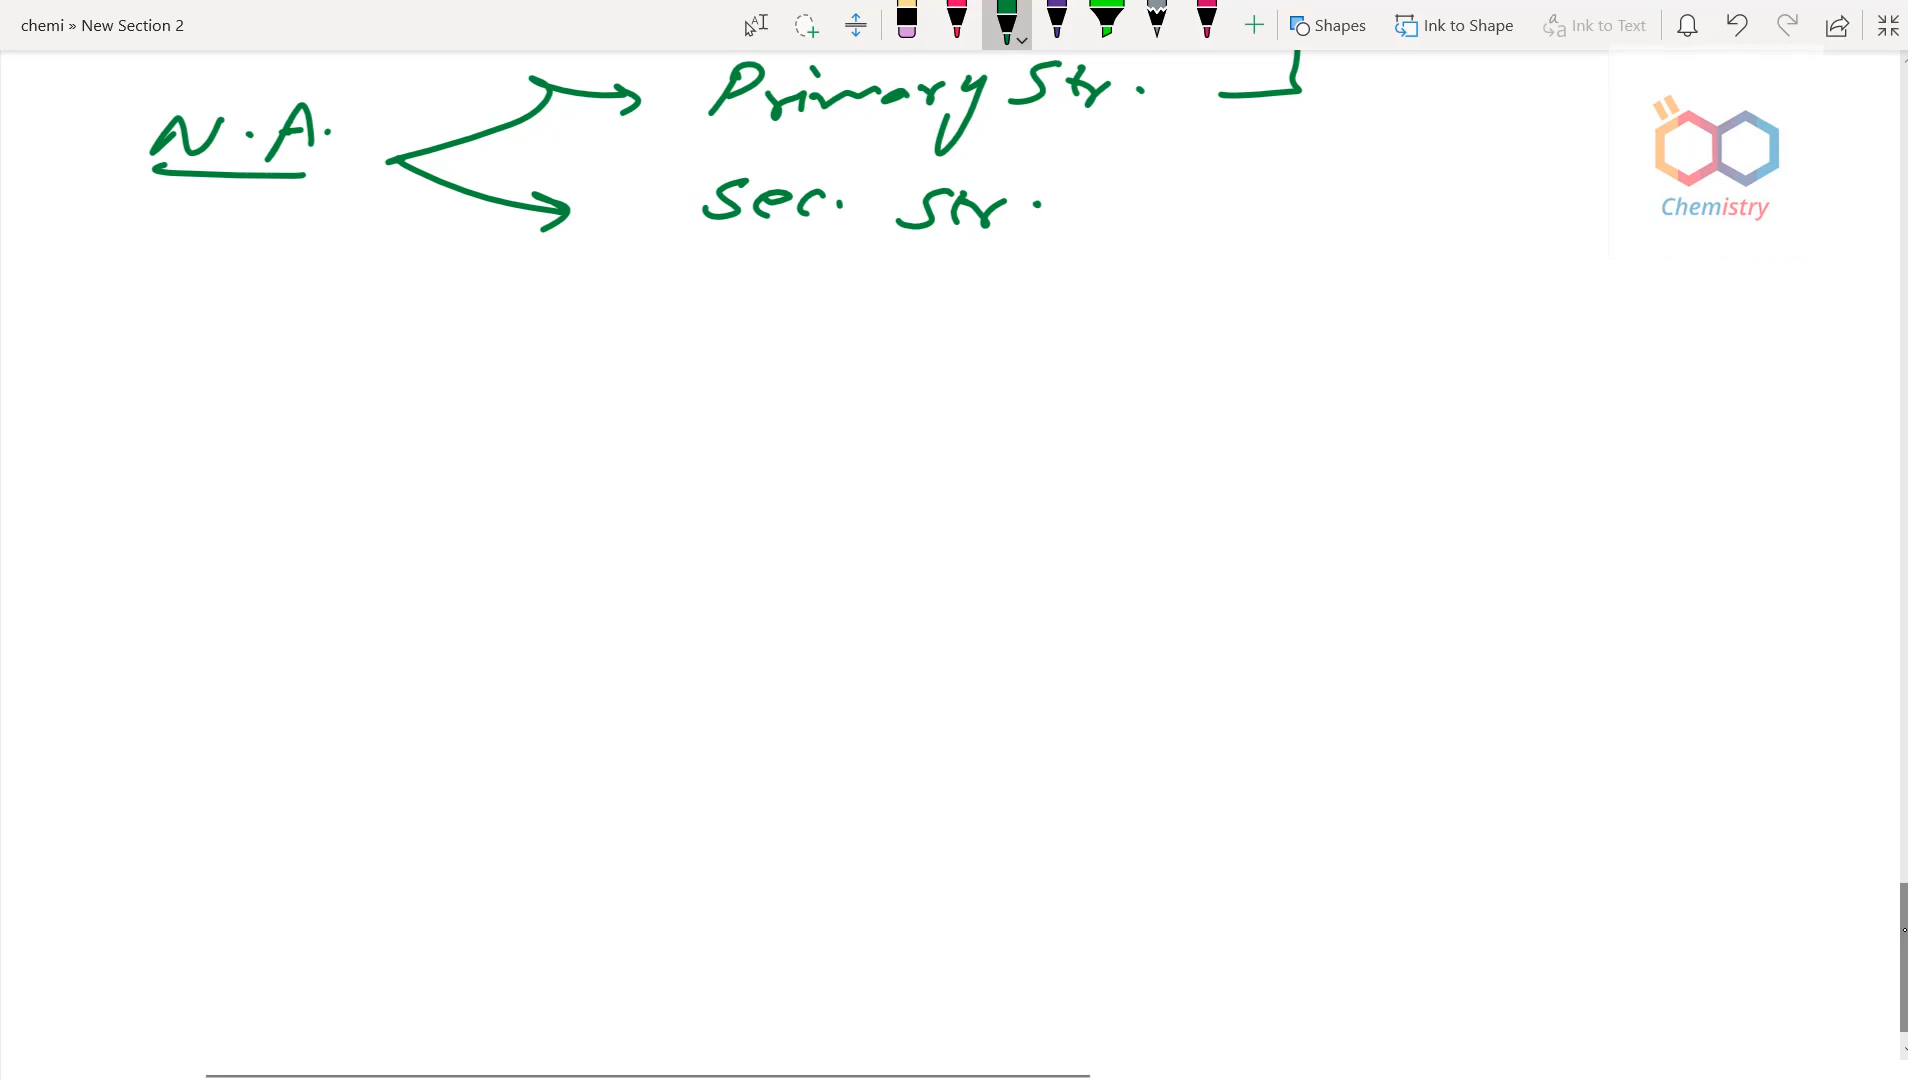 chemi » New Section 2
Shapes
Ink to Shape
Ink to Text
Primary Str.
N.A.
Sec. Str.
Chemistry